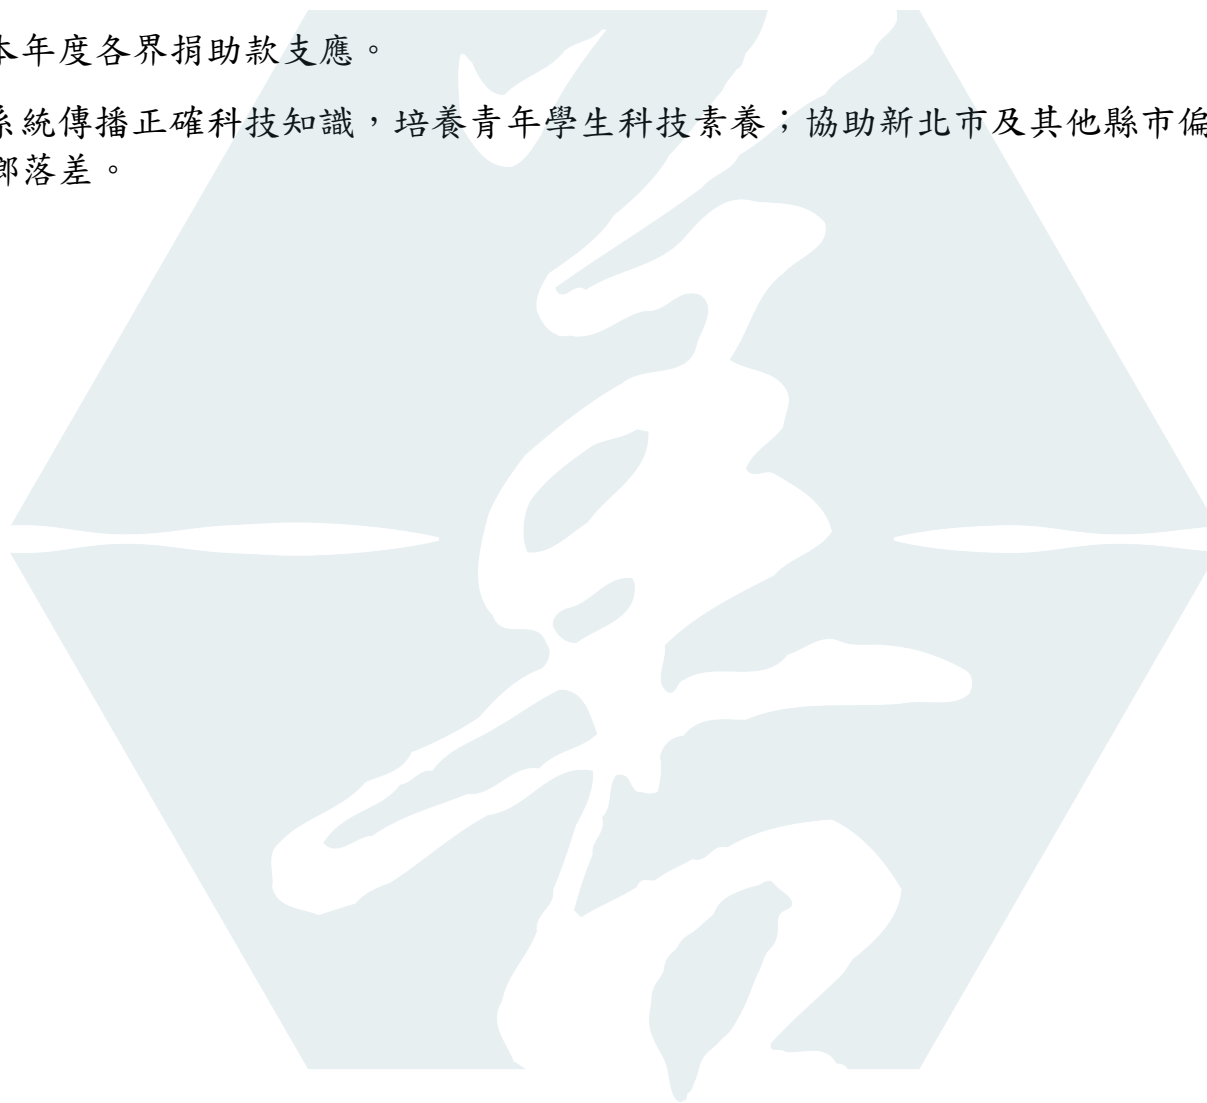 本年度各界捐助款支應。
系統傳播正確科技知識，培養青年學生科技素養；協助新北市及其他縣市偏
鄉落差。